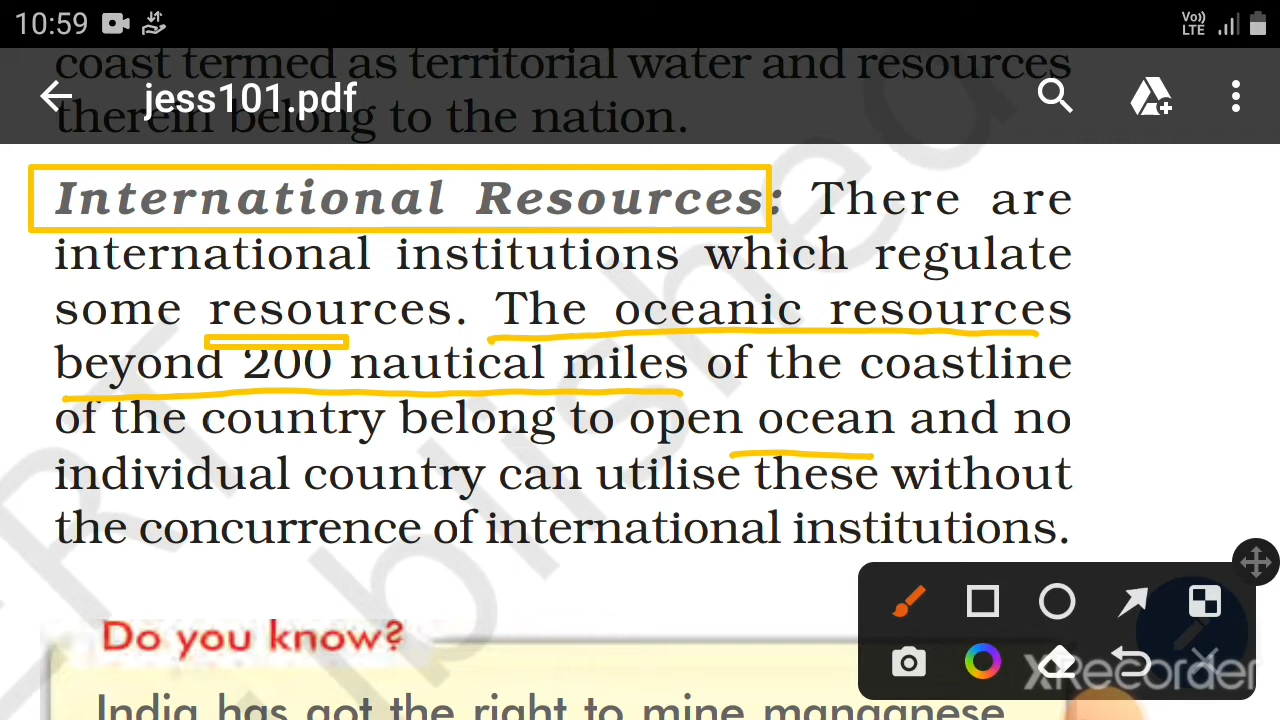 10:59
Vo)) LTE
coast termed as territorial water and resources
jess101.pdf
therein belong to the nation.
International Resources: There are
international institutions which regulate
some resources. The oceanic resources
beyond 200 nautical miles of the coastline
of the country belong to open ocean and no
individual country can utilise these without
the concurrence of international institutions.
Do you know?
XRecorder
India has got the right to mine manganese